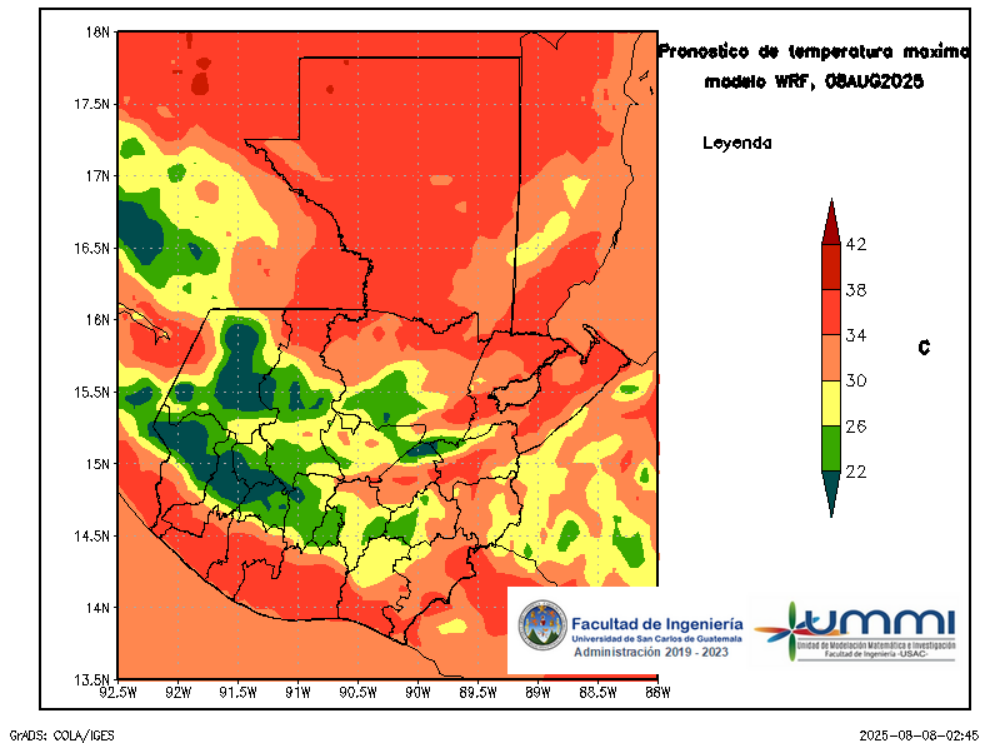 Pronostico de temperatura maxima
modelo WRF, 08AUG2025
Leyenda
42
38
34
30
26
22
C
18N
17.5N
17N
16.5N
16N
15.5N
15N
14.5N
14N
13.5N
92.5W 92W 91.5W 91W 90.5W 90W 89.5W 89W 88.5W 88W
Facultad de Ingeniería
Universidad de San Carlos de Guatemala
Administración 2019 - 2023
ummi
Unidad de Modelación Matemática e Investigación
Facultad de Ingeniería -USAC-
GrADS: COLA/IGES
2025-08-08-02:45